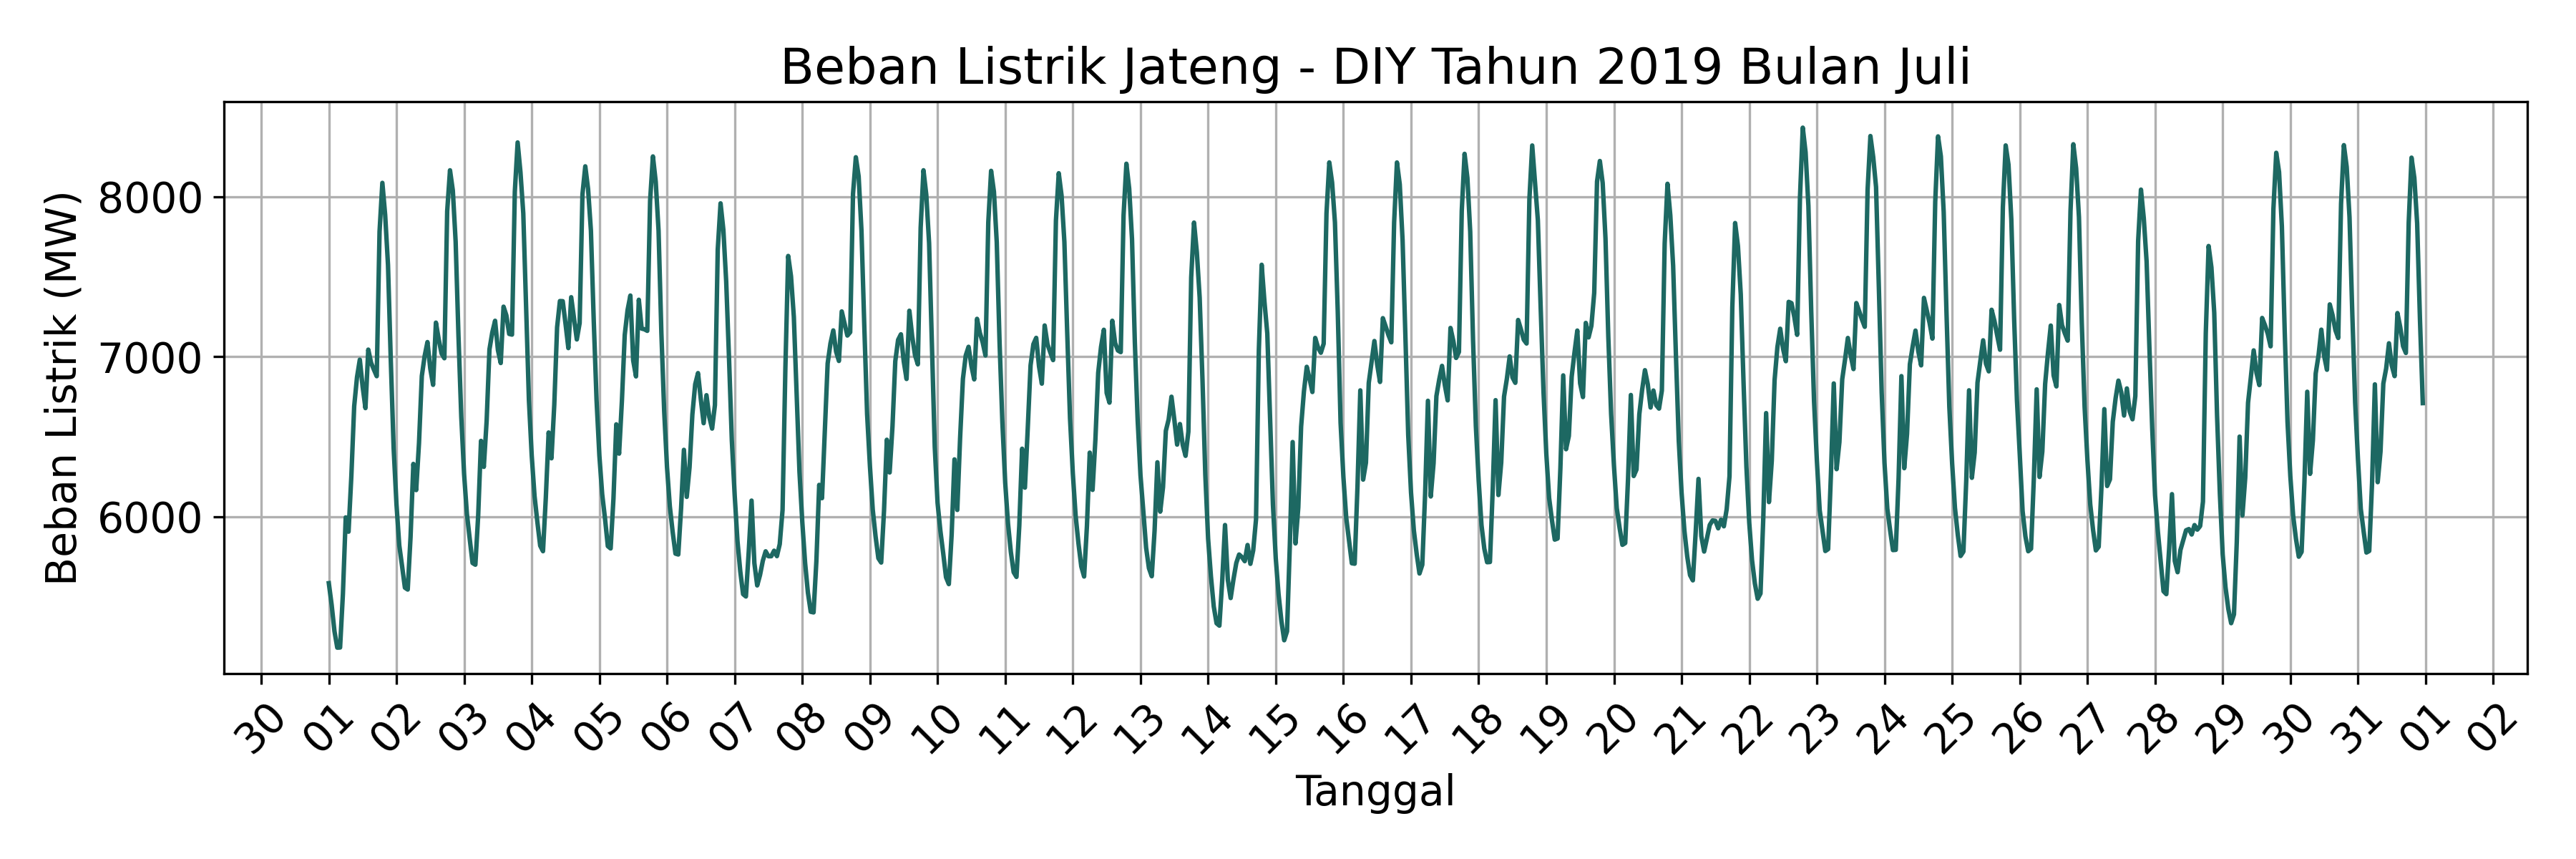 Beban Listrik Jateng - DIY Tahun 2019 Bulan Juli
Beban Listrik (MW)
8000
7000
6000
30 01 02 03 04 05 06 07 08 09 10 11 12 13 14 15 16 17 18 19 20 21 22 23 24 25 26 27 28 29 30 31 01 02
Tanggal